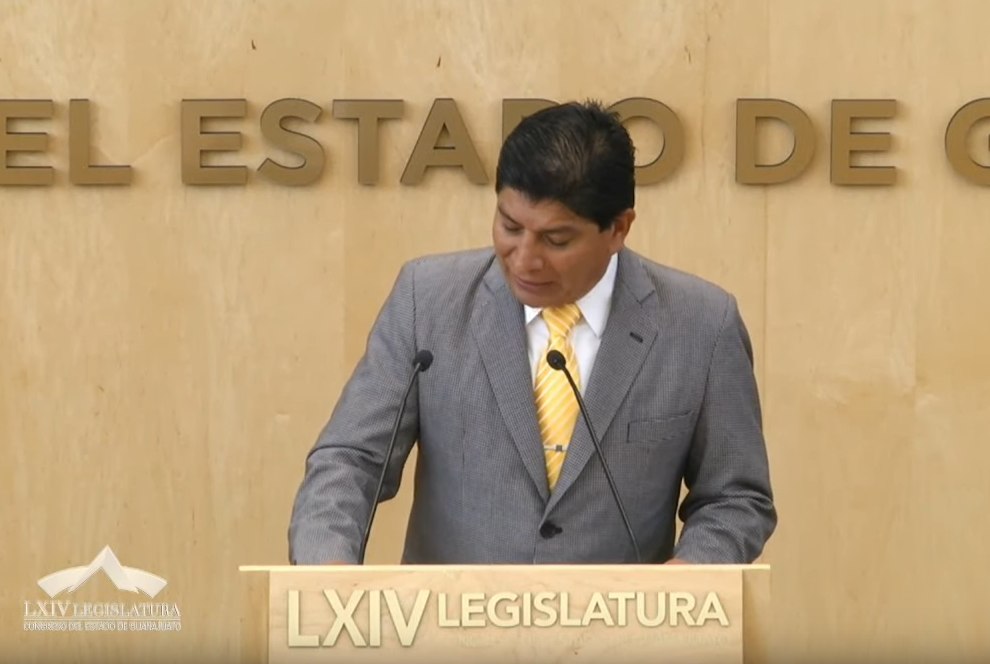 EL ESTADO DE G
LXIV LEGISLATURA
LXIV LEGISLATURA
CONGRESO DEL ESTADO DE GUANAJUATO